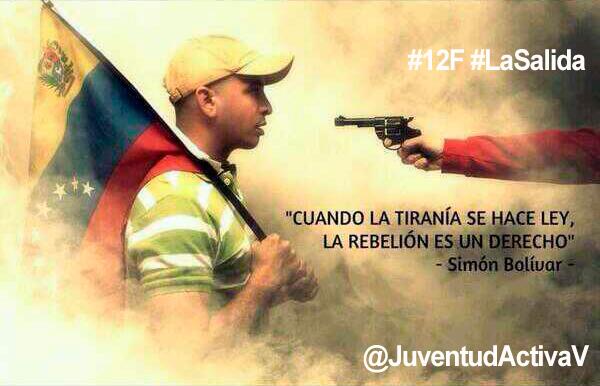 #12F #LaSalida
"CUANDO LA TIRANÍA SE HACE LEY,
LA REBELIÓN ES UN DERECHO"
- Simón Bolívar -
@JuventudActivaV